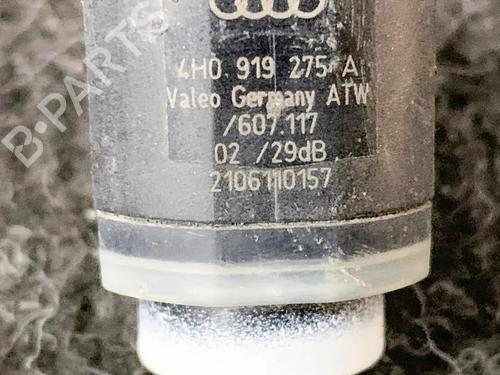 4H0 919 275 A
Valeo Germany ATW
/607.117
02 /29dB
2106110157
B-PARTS